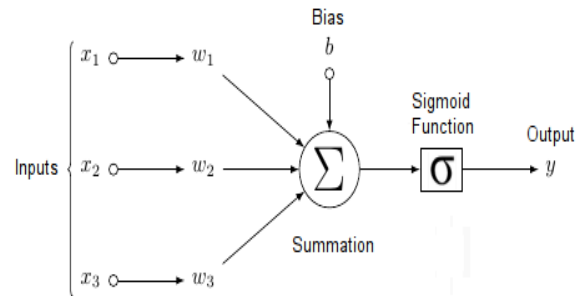 Bias
b
x₁ w₁
Sigmoid
Function
Output
Inputs { x₂ w₂ Σ σ y
Summation
x₃ w₃